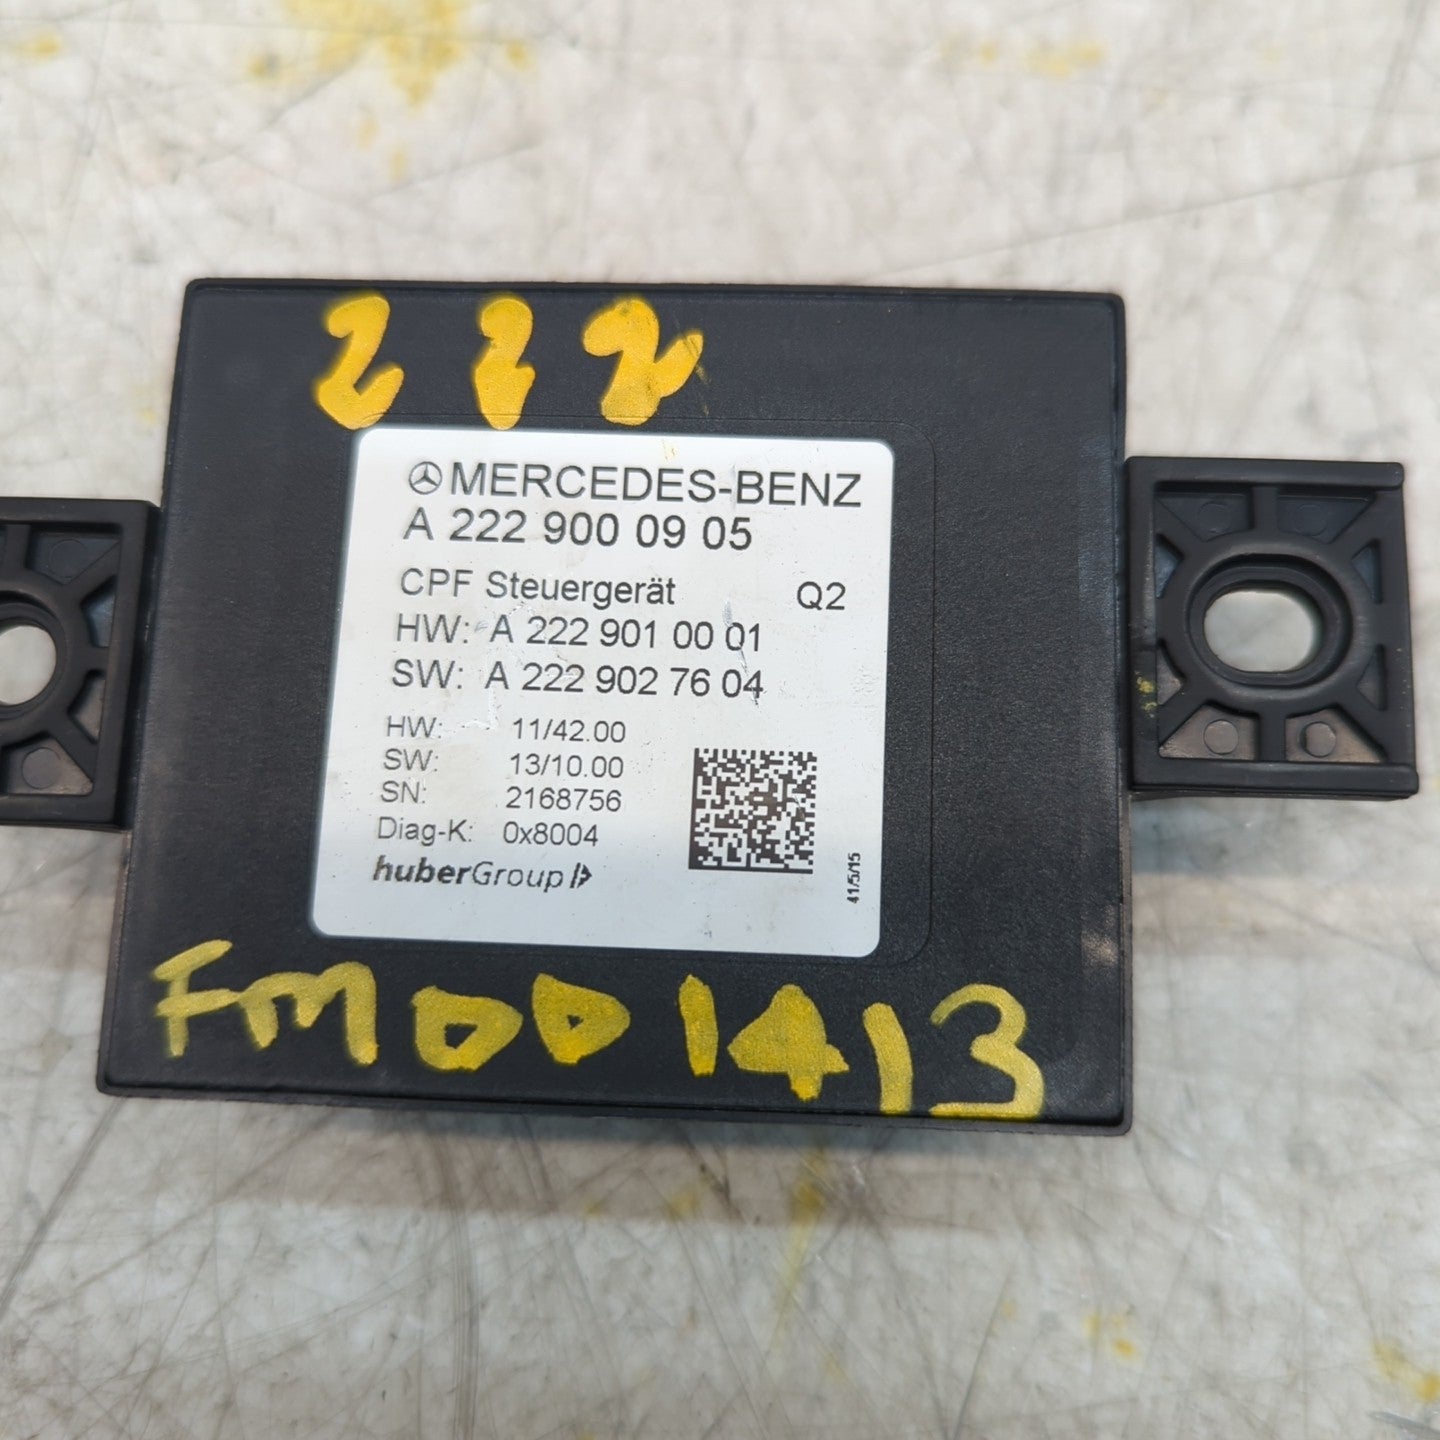 222
MERCEDES-BENZ
A 222 900 09 05
CPF Steuergerät Q2
HW: A 222 901 00 01
SW: A 222 902 76 04
HW: 11/42.00
SW: 13/10.00
SN: 2168756
Diag-K: 0x8004
huberGroup
41/5/15
FM001413